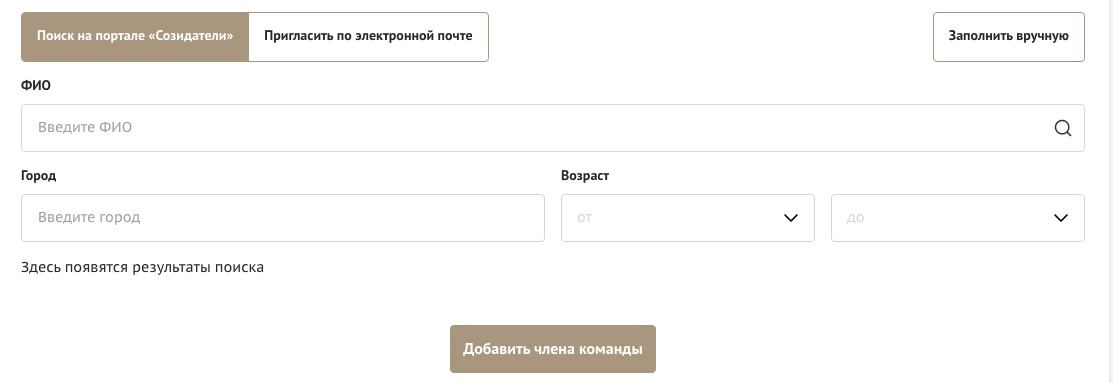 Поиск на портале «Созидатели» Пригласить по электронной почте Заполнить вручную
ФИО
Введите ФИО
Город Возраст
Введите город от до
Здесь появятся результаты поиска
Добавить члена команды